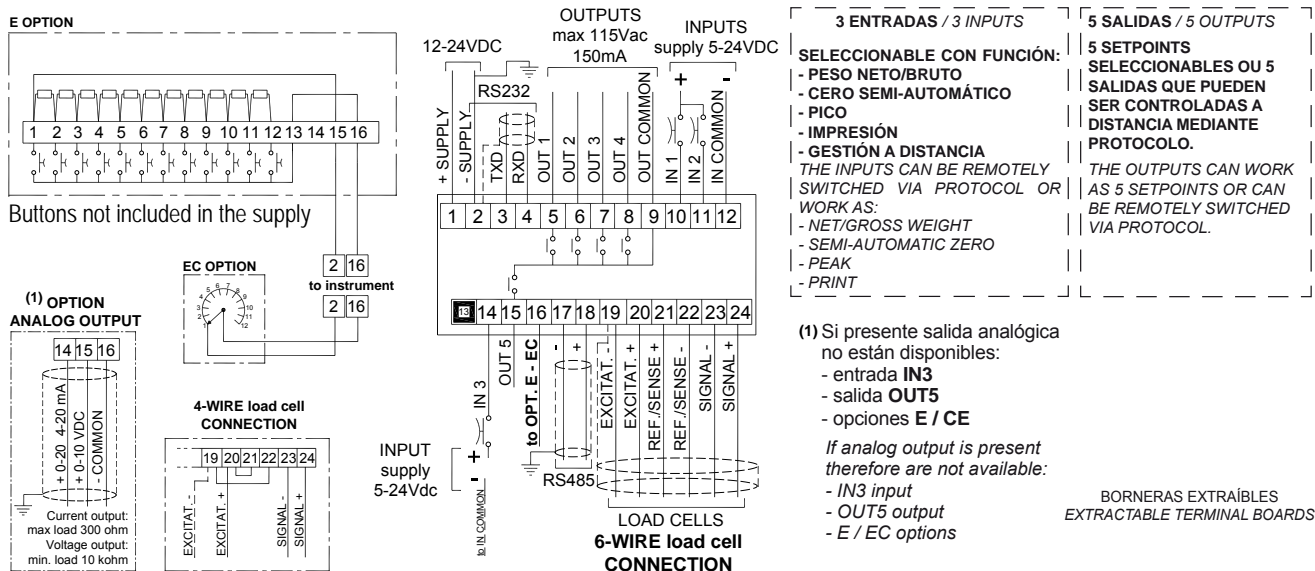 E OPTION
1 2 3 4 5 6 7 8 9 10 11 12 13 14 15 16
Buttons not included in the supply
2 16
to instrument
2 16
EC OPTION
1 2 3 4 5 6 7 8 9 10 11 12
(1) OPTION
ANALOG OUTPUT
14 15 16
+ 0-20 4-20 mA
+ 0-10 VDC
- COMMON
Current output:
max load 300 ohm
Voltage output:
min. load 10 kohm
4-WIRE load cell
CONNECTION
19 20 21 22 23 24
EXCITAT. -
EXCITAT. +
SIGNAL -
SIGNAL +
12-24VDC
OUTPUTS
max 115Vac
150mA
INPUTS
supply 5-24VDC
+ -
RS232
+ SUPPLY
- SUPPLY
TXD
RXD
OUT 1
OUT 2
OUT 3
OUT 4
OUT COMMON
IN 1
IN 2
IN COMMON
1 2 3 4 5 6 7 8 9 10 11 12
13 14 15 16 17 18 19 20 21 22 23 24
IN 3
OUT 5
to OPT. E - EC
-
+
EXCITAT. -
EXCITAT. +
REF./SENSE +
REF./SENSE -
SIGNAL -
SIGNAL +
INPUT
supply
5-24Vdc
+
-
to IN COMMON
RS485
LOAD CELLS
6-WIRE load cell
CONNECTION
3 ENTRADAS / 3 INPUTS
SELECCIONABLE CON FUNCIÓN:
- PESO NETO/BRUTO
- CERO SEMI-AUTOMÁTICO
- PICO
- IMPRESIÓN
- GESTIÓN A DISTANCIA
THE INPUTS CAN BE REMOTELY
SWITCHED VIA PROTOCOL OR
WORK AS:
- NET/GROSS WEIGHT
- SEMI-AUTOMATIC ZERO
- PEAK
- PRINT
5 SALIDAS / 5 OUTPUTS
5 SETPOINTS
SELECCIONABLES OU 5
SALIDAS QUE PUEDEN
SER CONTROLADAS A
DISTANCIA MEDIANTE
PROTOCOLO.
THE OUTPUTS CAN WORK
AS 5 SETPOINTS OR CAN
BE REMOTELY SWITCHED
VIA PROTOCOL.
(1) Si presente salida analógica
no están disponibles:
- entrada IN3
- salida OUT5
- opciones E / CE
If analog output is present
therefore are not available:
- IN3 input
- OUT5 output
- E / EC options
BORNERAS EXTRAÍBLES
EXTRACTABLE TERMINAL BOARDS